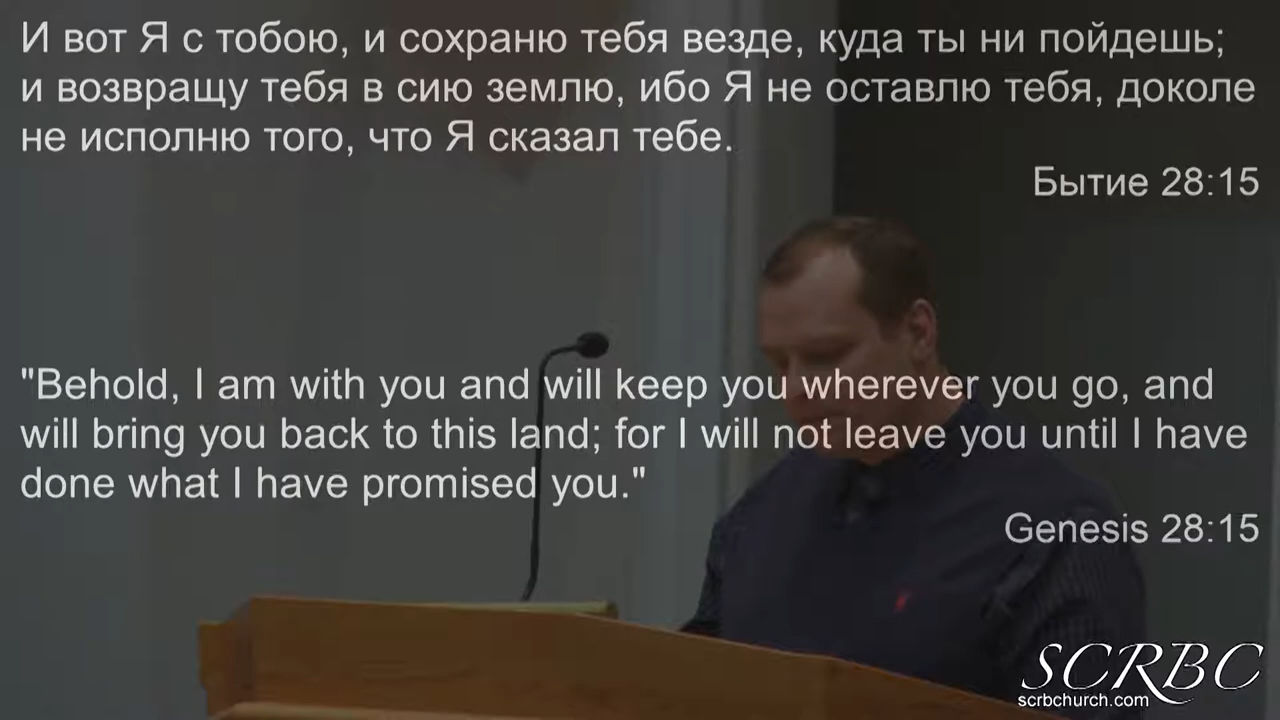 И вот Я с тобою, и сохраню тебя везде, куда ты ни пойдешь;
и возвращу тебя в сию землю, ибо Я не оставлю тебя, доколе
не исполню того, что Я сказал тебе.
Бытие 28:15
"Behold, I am with you and will keep you wherever you go, and
will bring you back to this land; for I will not leave you until I have
done what I have promised you."
Genesis 28:15
SCRBC
scrbchurch.com